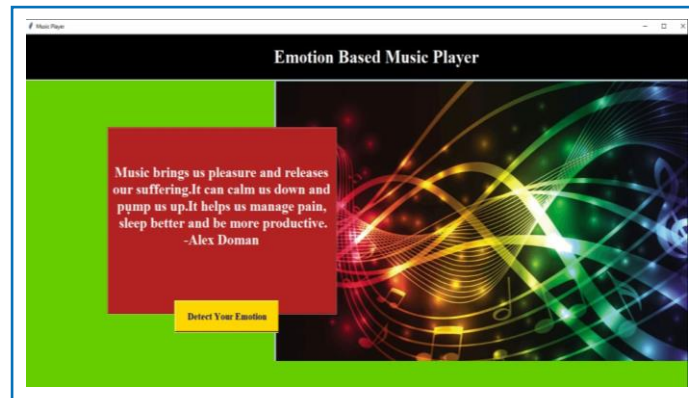 Music Player
Emotion Based Music Player
Music brings us pleasure and releases
our suffering.It can calm us down and
pump us up.It helps us manage pain,
sleep better and be more productive.
-Alex Doman
Detect Your Emotion